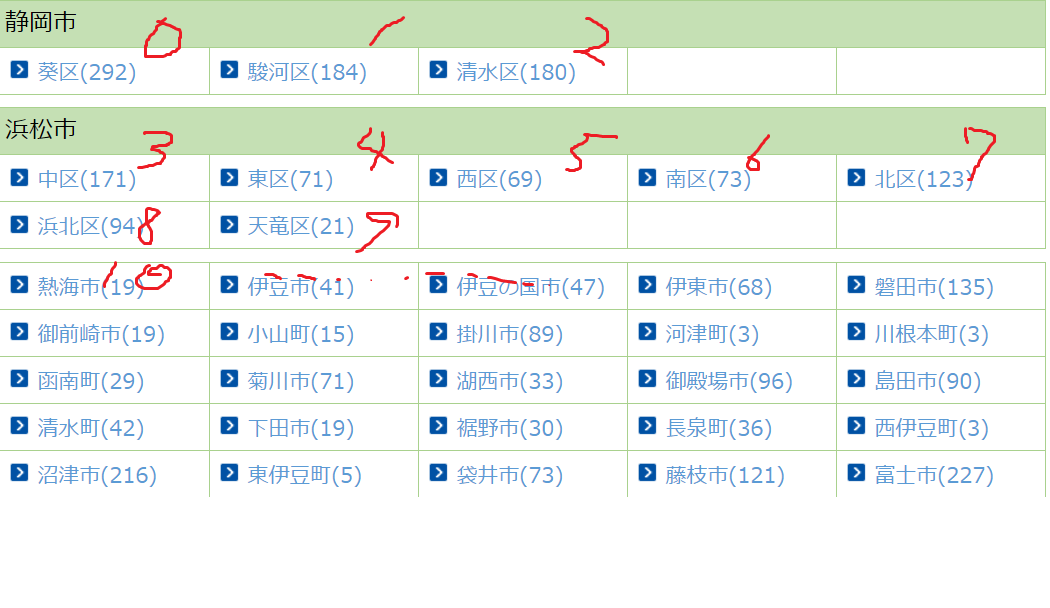 静岡市
0 1 2
葵区(292) 駿河区(184) 清水区(180)
浜松市
3 4 5 6 7
中区(171) 東区(71) 西区(69) 南区(73) 北区(123)
浜北区(94) 8 天竜区(21)
10
熱海市(19) 伊豆市(41) 伊豆の国市(47) 伊東市(68) 磐田市(135)
御前崎市(19) 小山町(15) 掛川市(89) 河津町(3) 川根本町(3)
函南町(29) 菊川市(71) 湖西市(33) 御殿場市(96) 島田市(90)
清水町(42) 下田市(19) 裾野市(30) 長泉町(36) 西伊豆町(3)
沼津市(216) 東伊豆町(5) 袋井市(73) 藤枝市(121) 富士市(227)